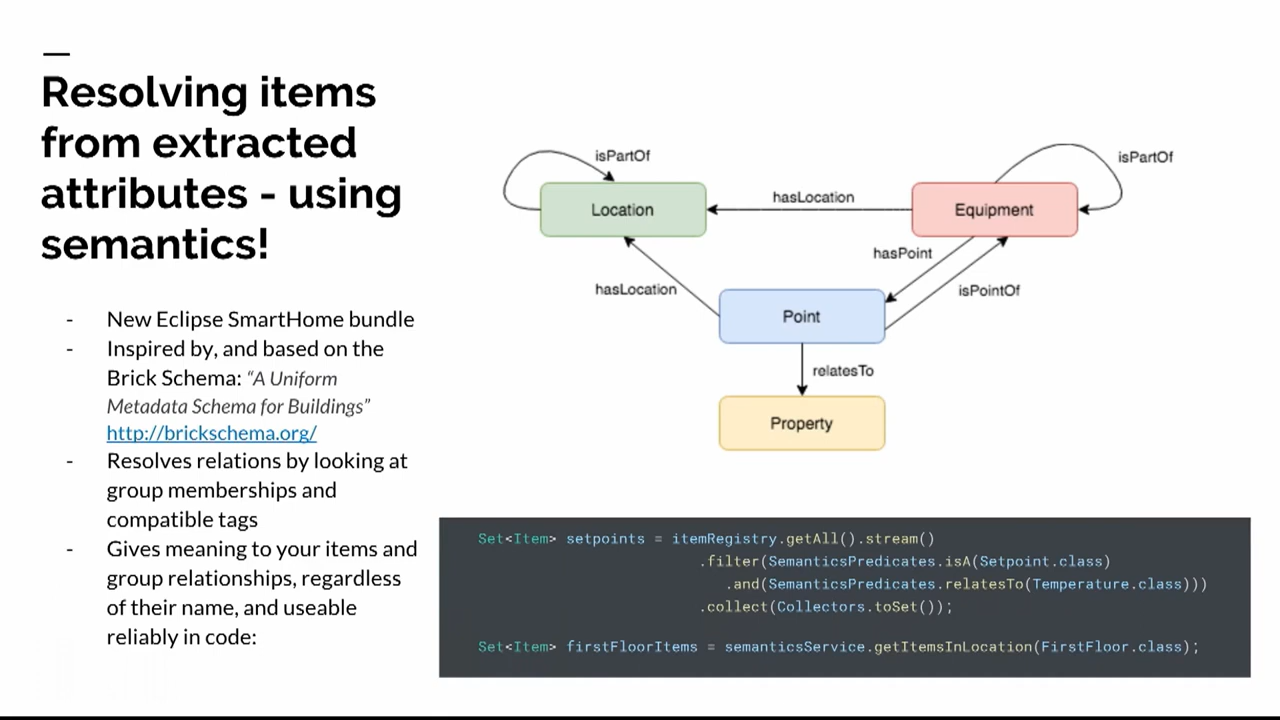 Resolving items
from extracted
attributes - using
semantics!
- New Eclipse SmartHome bundle
- Inspired by, and based on the
Brick Schema: “A Uniform
Metadata Schema for Buildings”
http://brickschema.org/
- Resolves relations by looking at
group memberships and
compatible tags
- Gives meaning to your items and
group relationships, regardless
of their name, and useable
reliably in code:
isPartOf
isPartOf
Location
hasLocation
Equipment
hasPoint
hasLocation
isPointOf
Point
relatesTo
Property
Set<Item> setpoints = itemRegistry.getAll().stream()
.filter(SemanticsPredicates.isA(Setpoint.class)
.and(SemanticsPredicates.relatesTo(Temperature.class)))
.collect(Collectors.toSet());
Set<Item> firstFloorItems = semanticsService.getItemsInLocation(FirstFloor.class);